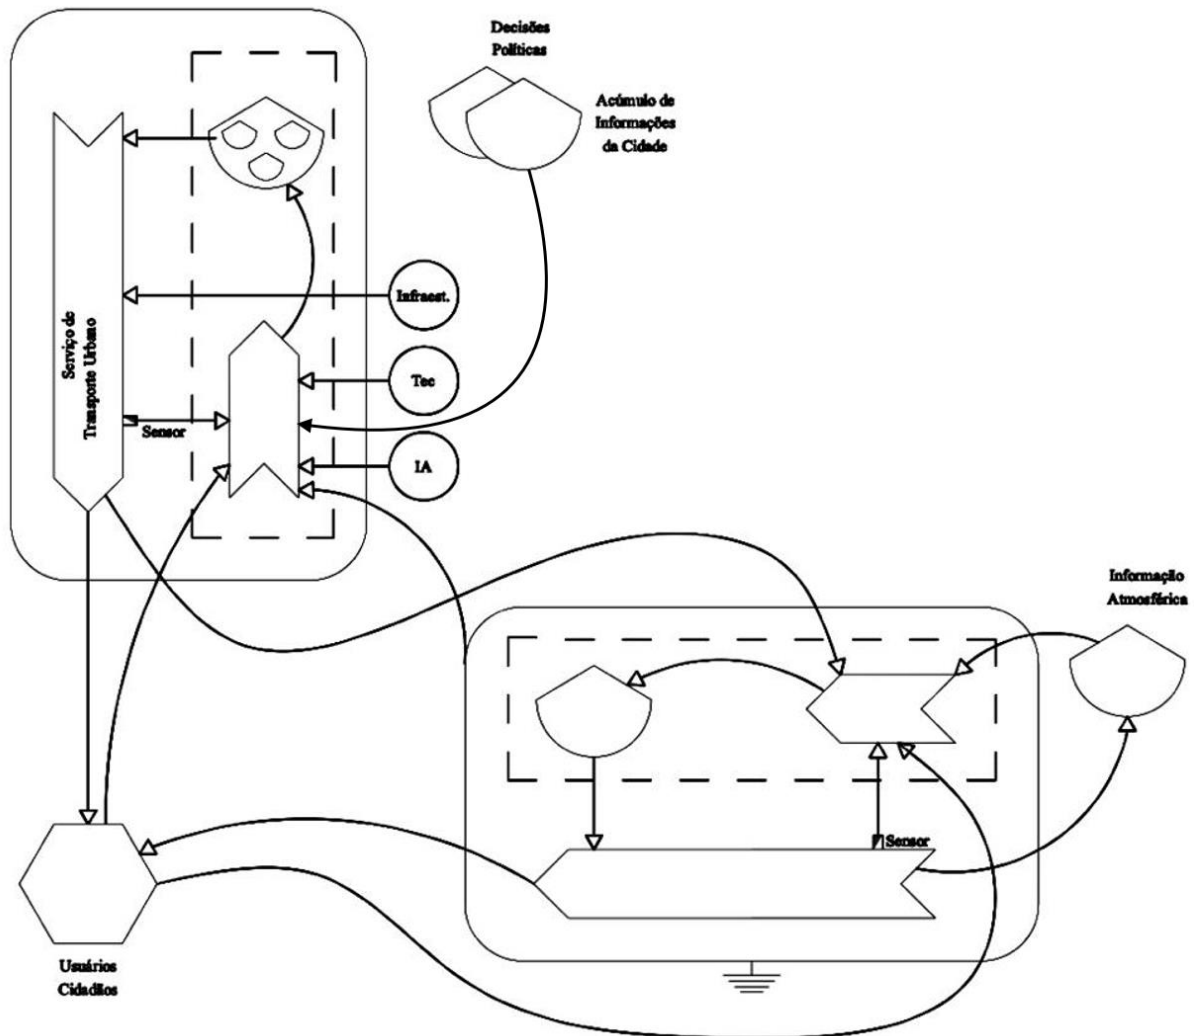 Decisões
Políticas
Acúmulo de
Informações
da Cidade
Infraest.
Serviço de
Transporte Urbano
Tec
Sensor
IA
Informação
Atmosférica
Sensor
Usuários
Cidadãos